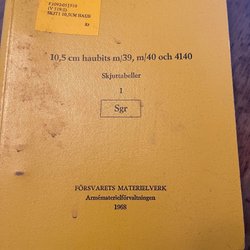 10,5 cm haubits m/39, m/40 och 4140
Skjuttabeller
1
Sgr
FÖRSVARETS MATERIELVERK
Armématerielförvaltningen
1968